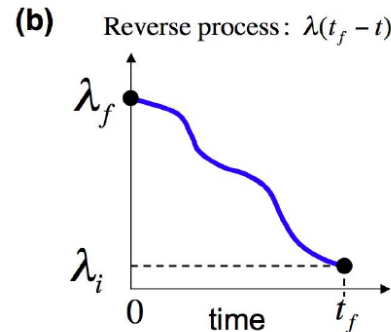 (b) Reverse process: λ(t_f − t)
λ_f
λ_i
0 time t_f